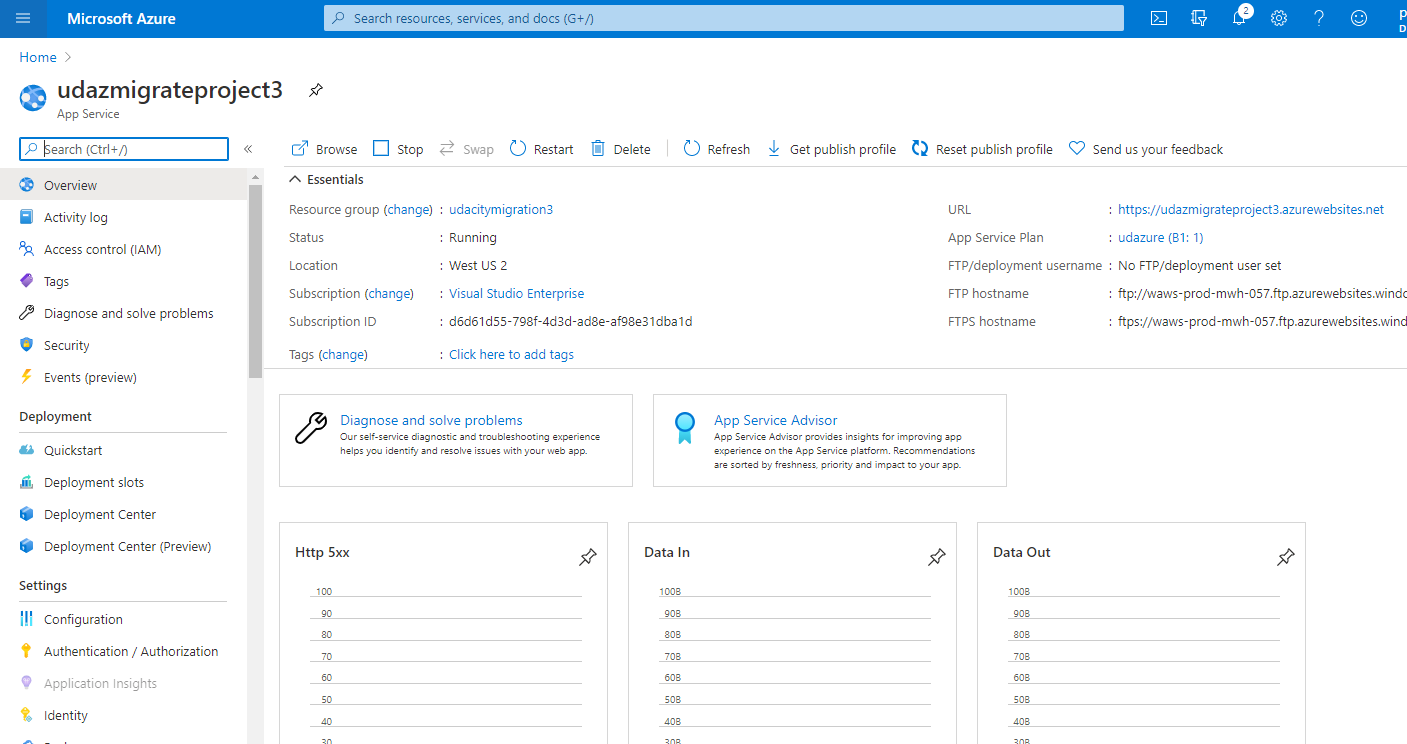 Microsoft Azure
Search resources, services, and docs (G+/)
2
Home
udazmigrateproject3
App Service
Search (Ctrl+/)
«
Browse Stop Swap Restart Delete Refresh Get publish profile Reset publish profile Send us your feedback
Overview
Activity log
Access control (IAM)
Tags
Diagnose and solve problems
Security
Events (preview)
Deployment
Quickstart
Deployment slots
Deployment Center
Deployment Center (Preview)
Settings
Configuration
Authentication / Authorization
Application Insights
Identity
Essentials
Resource group (change) : udacitymigration3
Status : Running
Location : West US 2
Subscription (change) : Visual Studio Enterprise
Subscription ID : d6d61d55-798f-4d3d-ad8e-af98e31dba1d
Tags (change) : Click here to add tags
URL : https://udazmigrateproject3.azurewebsites.net
App Service Plan : udazure (B1: 1)
FTP/deployment username : No FTP/deployment user set
FTP hostname : ftp://waws-prod-mwh-057.ftp.azurewebsites.windo
FTPS hostname : ftps://waws-prod-mwh-057.ftp.azurewebsites.wind
Diagnose and solve problems
Our self-service diagnostic and troubleshooting experience
helps you identify and resolve issues with your web app.
App Service Advisor
App Service Advisor provides insights for improving app
experience on the App Service platform. Recommendations
are sorted by freshness, priority and impact to your app.
Http 5xx
100
90
80
70
60
50
40
30
Data In
100B
90B
80B
70B
60B
50B
40B
30B
Data Out
100B
90B
80B
70B
60B
50B
40B
30B